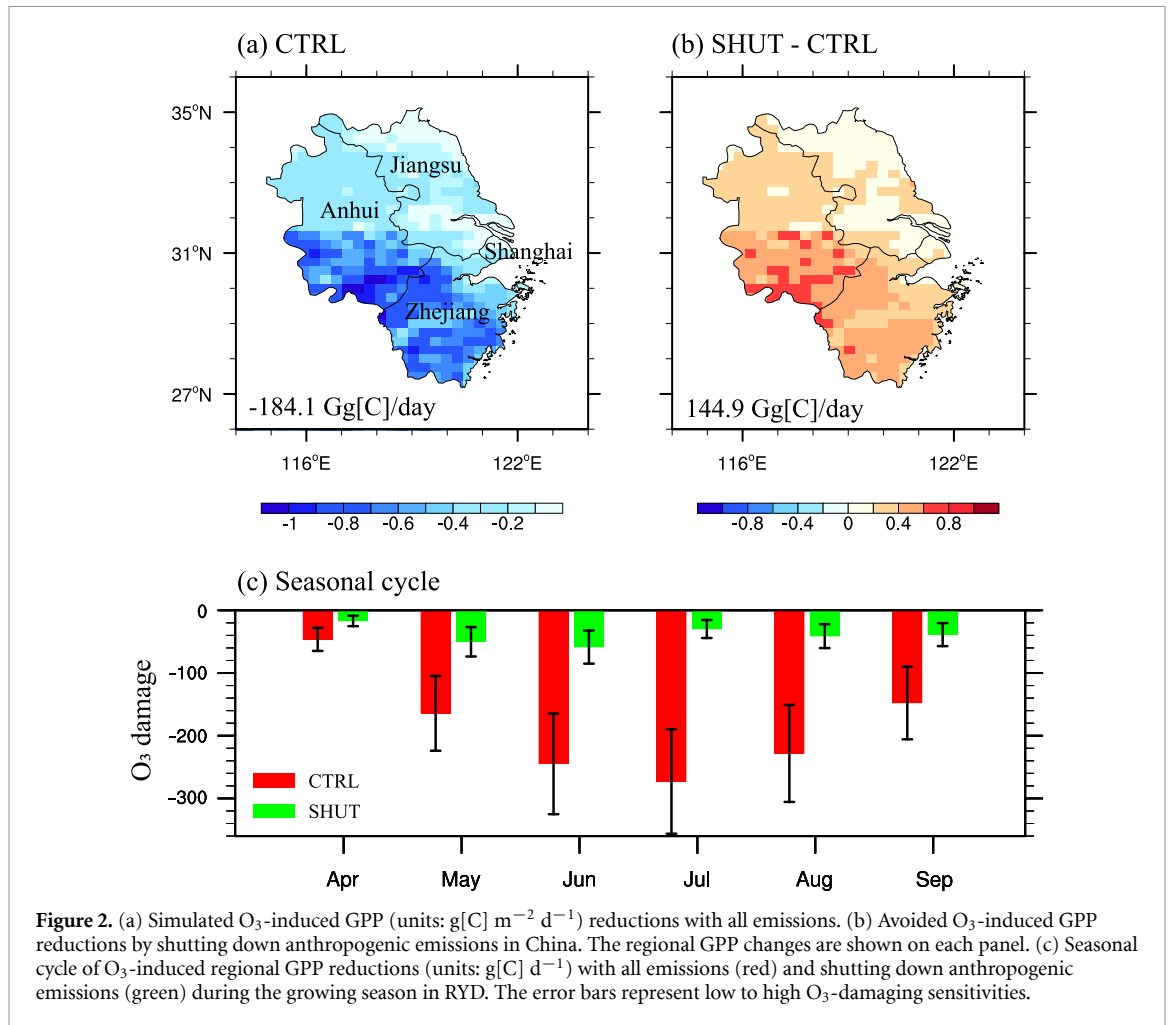 (a) CTRL
(b) SHUT - CTRL
35°N
31°N
27°N
Jiangsu
Anhui
Shanghai
Zhejiang
-184.1 Gg[C]/day
144.9 Gg[C]/day
116°E 122°E
116°E 122°E
-1 -0.8 -0.6 -0.4 -0.2
-0.8 -0.4 0 0.4 0.8
(c) Seasonal cycle
O₃ damage
0
-100
-200
-300
CTRL
SHUT
Apr May Jun Jul Aug Sep
Figure 2. (a) Simulated O₃-induced GPP (units: g[C] m⁻² d⁻¹) reductions with all emissions. (b) Avoided O₃-induced GPP
reductions by shutting down anthropogenic emissions in China. The regional GPP changes are shown on each panel. (c) Seasonal
cycle of O₃-induced regional GPP reductions (units: g[C] d⁻¹) with all emissions (red) and shutting down anthropogenic
emissions (green) during the growing season in RYD. The error bars represent low to high O₃-damaging sensitivities.